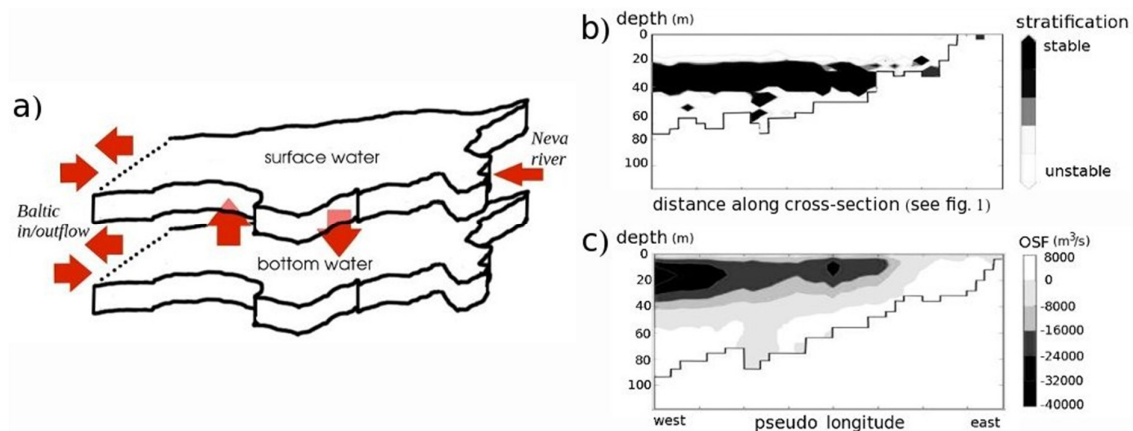 a)
surface water
Neva
river
Baltic
in/outflow
bottom water
b)
depth (m)
0
20
40
60
80
100
distance along cross-section (see fig. 1)
stratification
stable
unstable
c)
depth (m)
0
20
40
60
80
100
west
pseudo longitude
east
OSF (m³/s)
8000
0
-8000
-16000
-24000
-32000
-40000